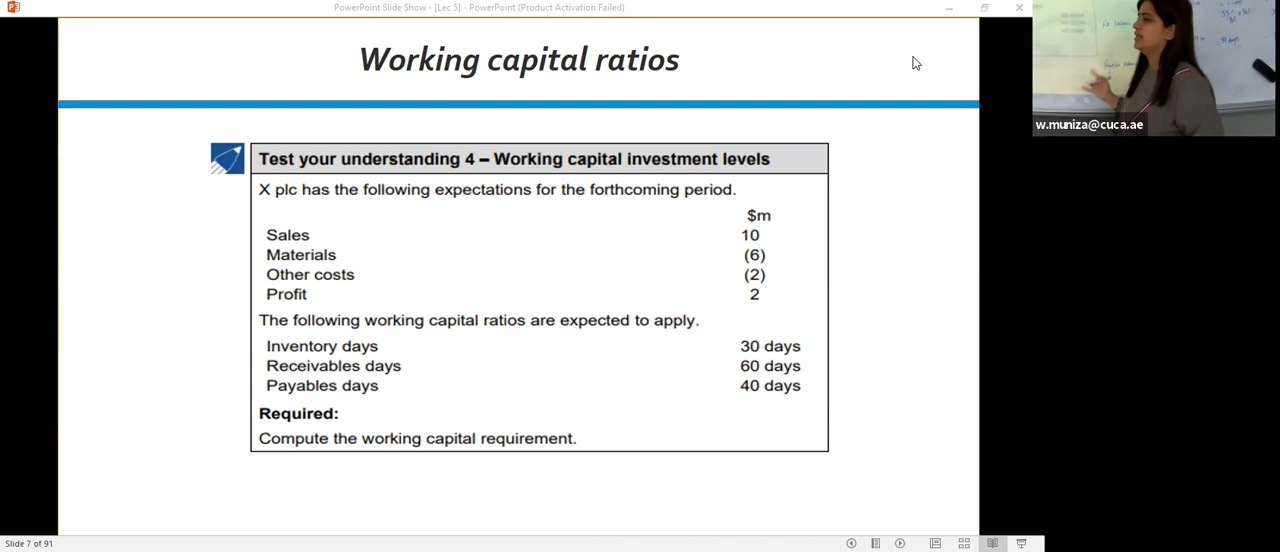 PowerPoint Slide Show - [Lec 3] - PowerPoint (Product Activation Failed)
Working capital ratios
w.muniza@cuca.ae
Test your understanding 4 – Working capital investment levels
X plc has the following expectations for the forthcoming period.
$m
Sales 10
Materials (6)
Other costs (2)
Profit 2
The following working capital ratios are expected to apply.
Inventory days 30 days
Receivables days 60 days
Payables days 40 days
Required:
Compute the working capital requirement.
Slide 7 of 91